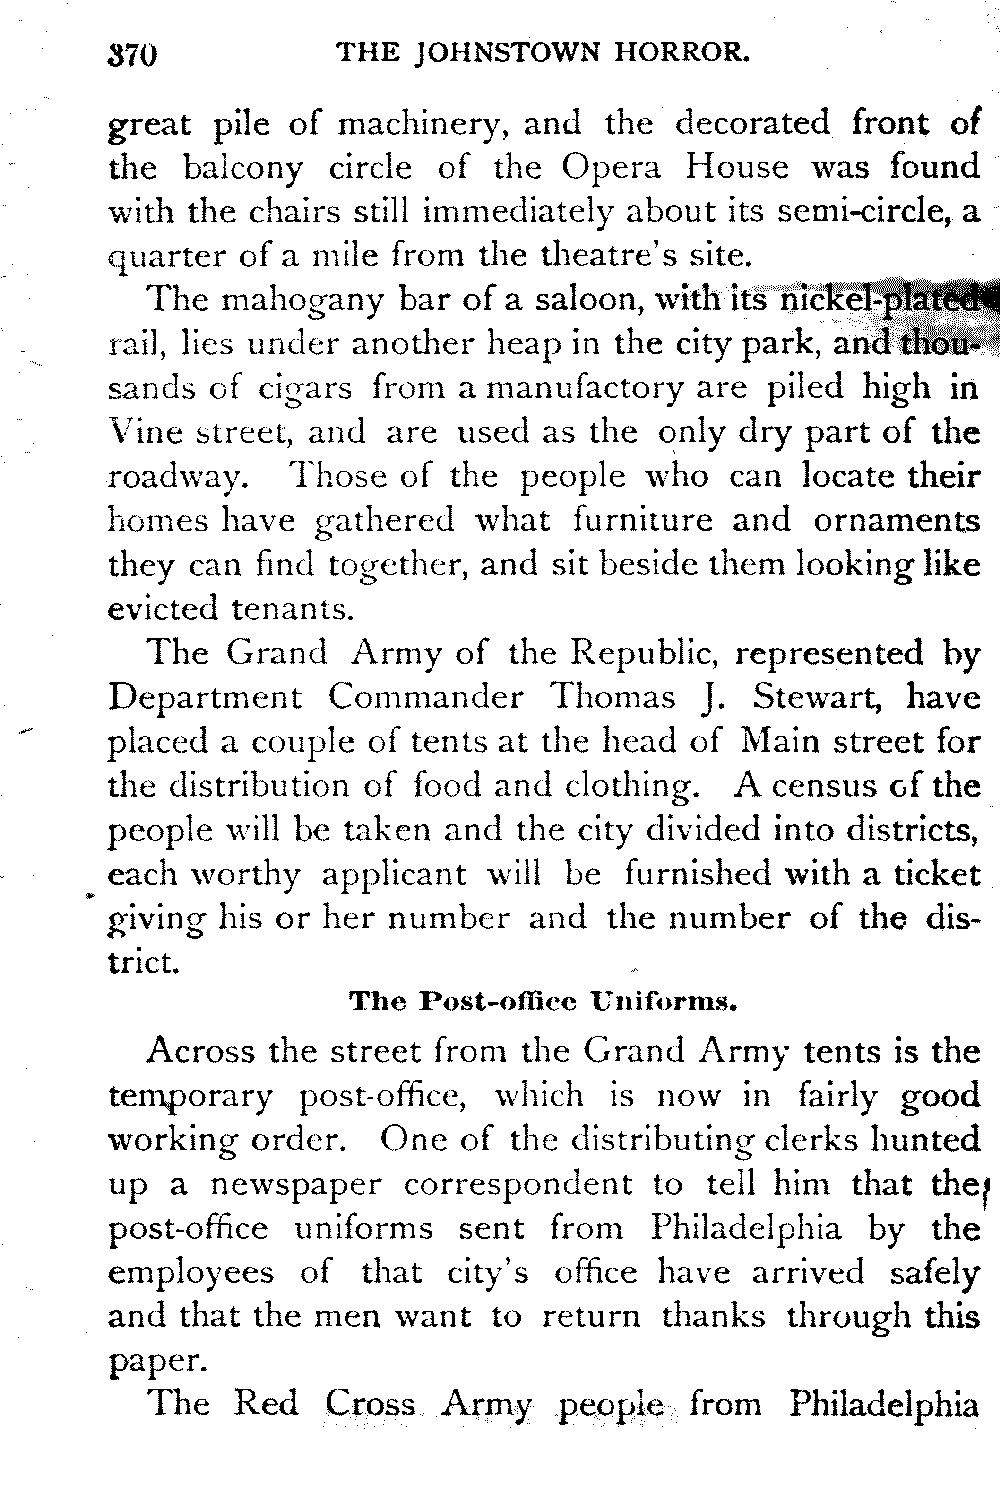 370 THE JOHNSTOWN HORROR.
great pile of machinery, and the decorated front of
the balcony circle of the Opera House was found
with the chairs still immediately about its semi-circle, a
quarter of a mile from the theatre's site.
The mahogany bar of a saloon, with its nickel-plated
rail, lies under another heap in the city park, and thou-
sands of cigars from a manufactory are piled high in
Vine street, and are used as the only dry part of the
roadway. Those of the people who can locate their
homes have gathered what furniture and ornaments
they can find together, and sit beside them looking like
evicted tenants.
The Grand Army of the Republic, represented by
Department Commander Thomas J. Stewart, have
placed a couple of tents at the head of Main street for
the distribution of food and clothing. A census of the
people will be taken and the city divided into districts,
each worthy applicant will be furnished with a ticket
giving his or her number and the number of the dis-
trict.
The Post-office Uniforms.
Across the street from the Grand Army tents is the
temporary post-office, which is now in fairly good
working order. One of the distributing clerks hunted
up a newspaper correspondent to tell him that the
post-office uniforms sent from Philadelphia by the
employees of that city's office have arrived safely
and that the men want to return thanks through this
paper.
The Red Cross Army people from Philadelphia